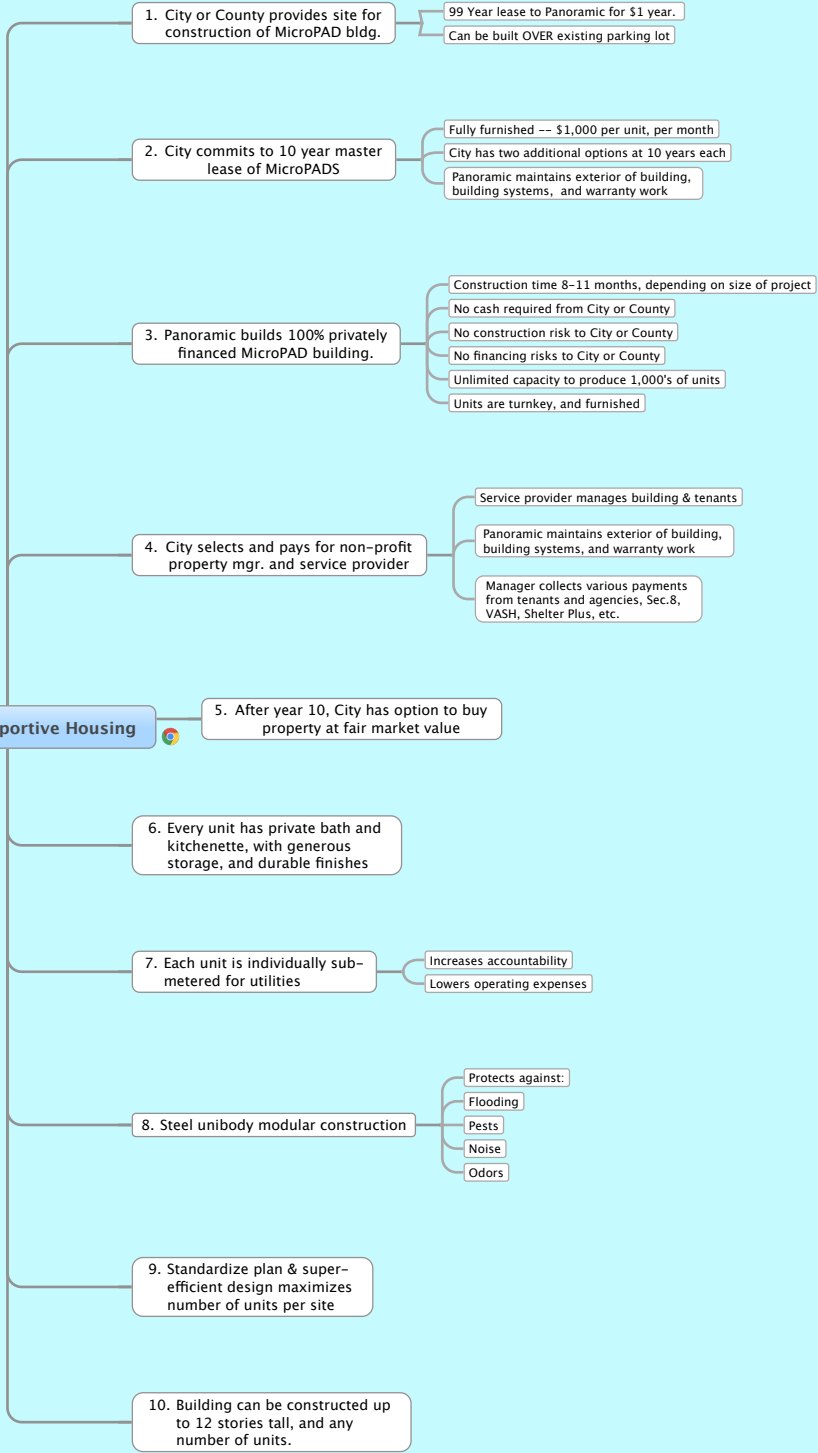 1. City or County provides site for
construction of MicroPAD bldg.
99 Year lease to Panoramic for $1 year.
Can be built OVER existing parking lot
2. City commits to 10 year master
lease of MicroPADS
Fully furnished -- $1,000 per unit, per month
City has two additional options at 10 years each
Panoramic maintains exterior of building,
building systems, and warranty work
3. Panoramic builds 100% privately
financed MicroPAD building.
Construction time 8-11 months, depending on size of project
No cash required from City or County
No construction risk to City or County
No financing risks to City or County
Unlimited capacity to produce 1,000's of units
Units are turnkey, and furnished
4. City selects and pays for non-profit
property mgr. and service provider
Service provider manages building & tenants
Panoramic maintains exterior of building,
building systems, and warranty work
Manager collects various payments
from tenants and agencies, Sec.8,
VASH, Shelter Plus, etc.
portive Housing
5. After year 10, City has option to buy
property at fair market value
6. Every unit has private bath and
kitchenette, with generous
storage, and durable finishes
7. Each unit is individually sub-
metered for utilities
Increases accountability
Lowers operating expenses
8. Steel unibody modular construction
Protects against:
Flooding
Pests
Noise
Odors
9. Standardize plan & super-
efficient design maximizes
number of units per site
10. Building can be constructed up
to 12 stories tall, and any
number of units.